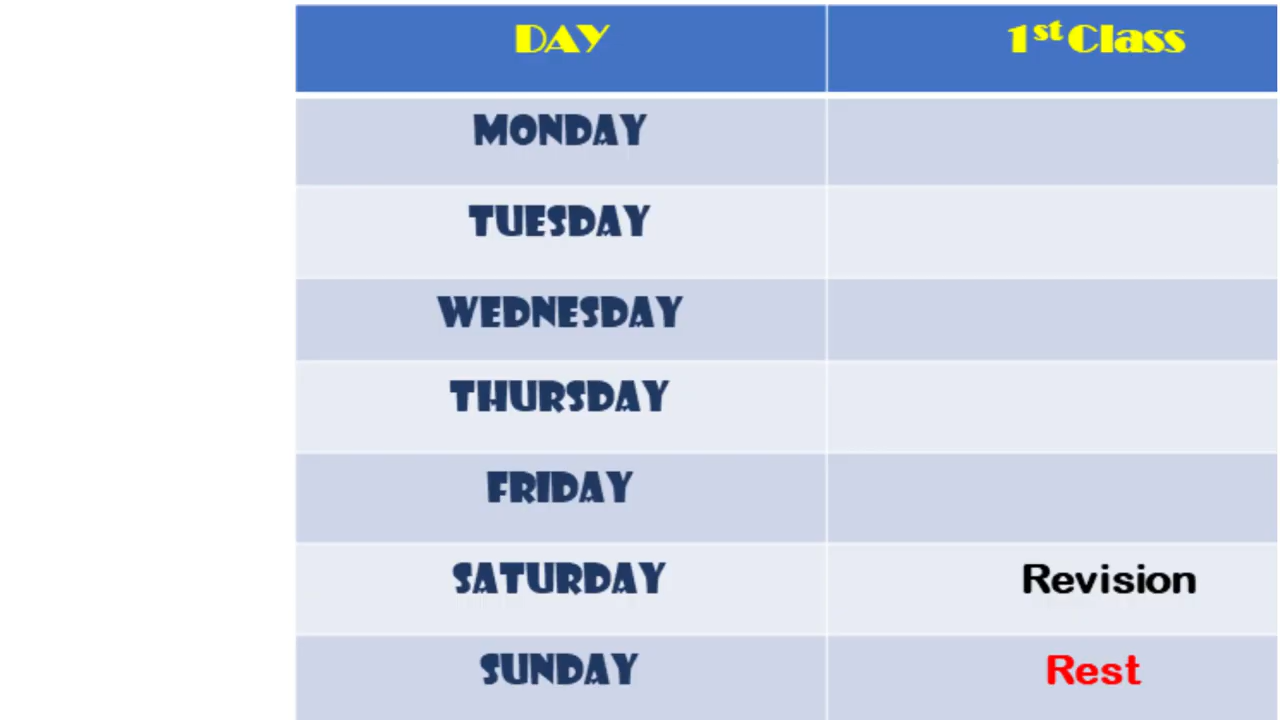 DAY 1st Class
MONDAY
TUESDAY
WEDNESDAY
THURSDAY
FRIDAY
SATURDAY Revision
SUNDAY Rest